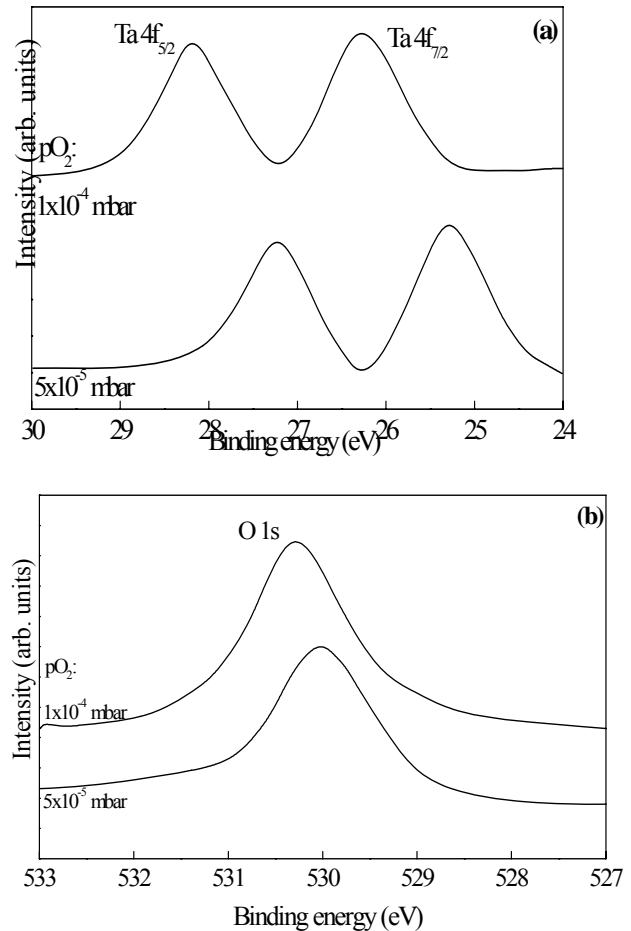 (a)
Ta 4f5/2
Ta 4f7/2
Intensity (arb. units)
pO2:
1x10-4 mbar
5x10-5 mbar
30 29 28 27 26 25 24
Binding energy (eV)
(b)
O 1s
Intensity (arb. units)
pO2:
1x10-4 mbar
5x10-5 mbar
533 532 531 530 529 528 527
Binding energy (eV)